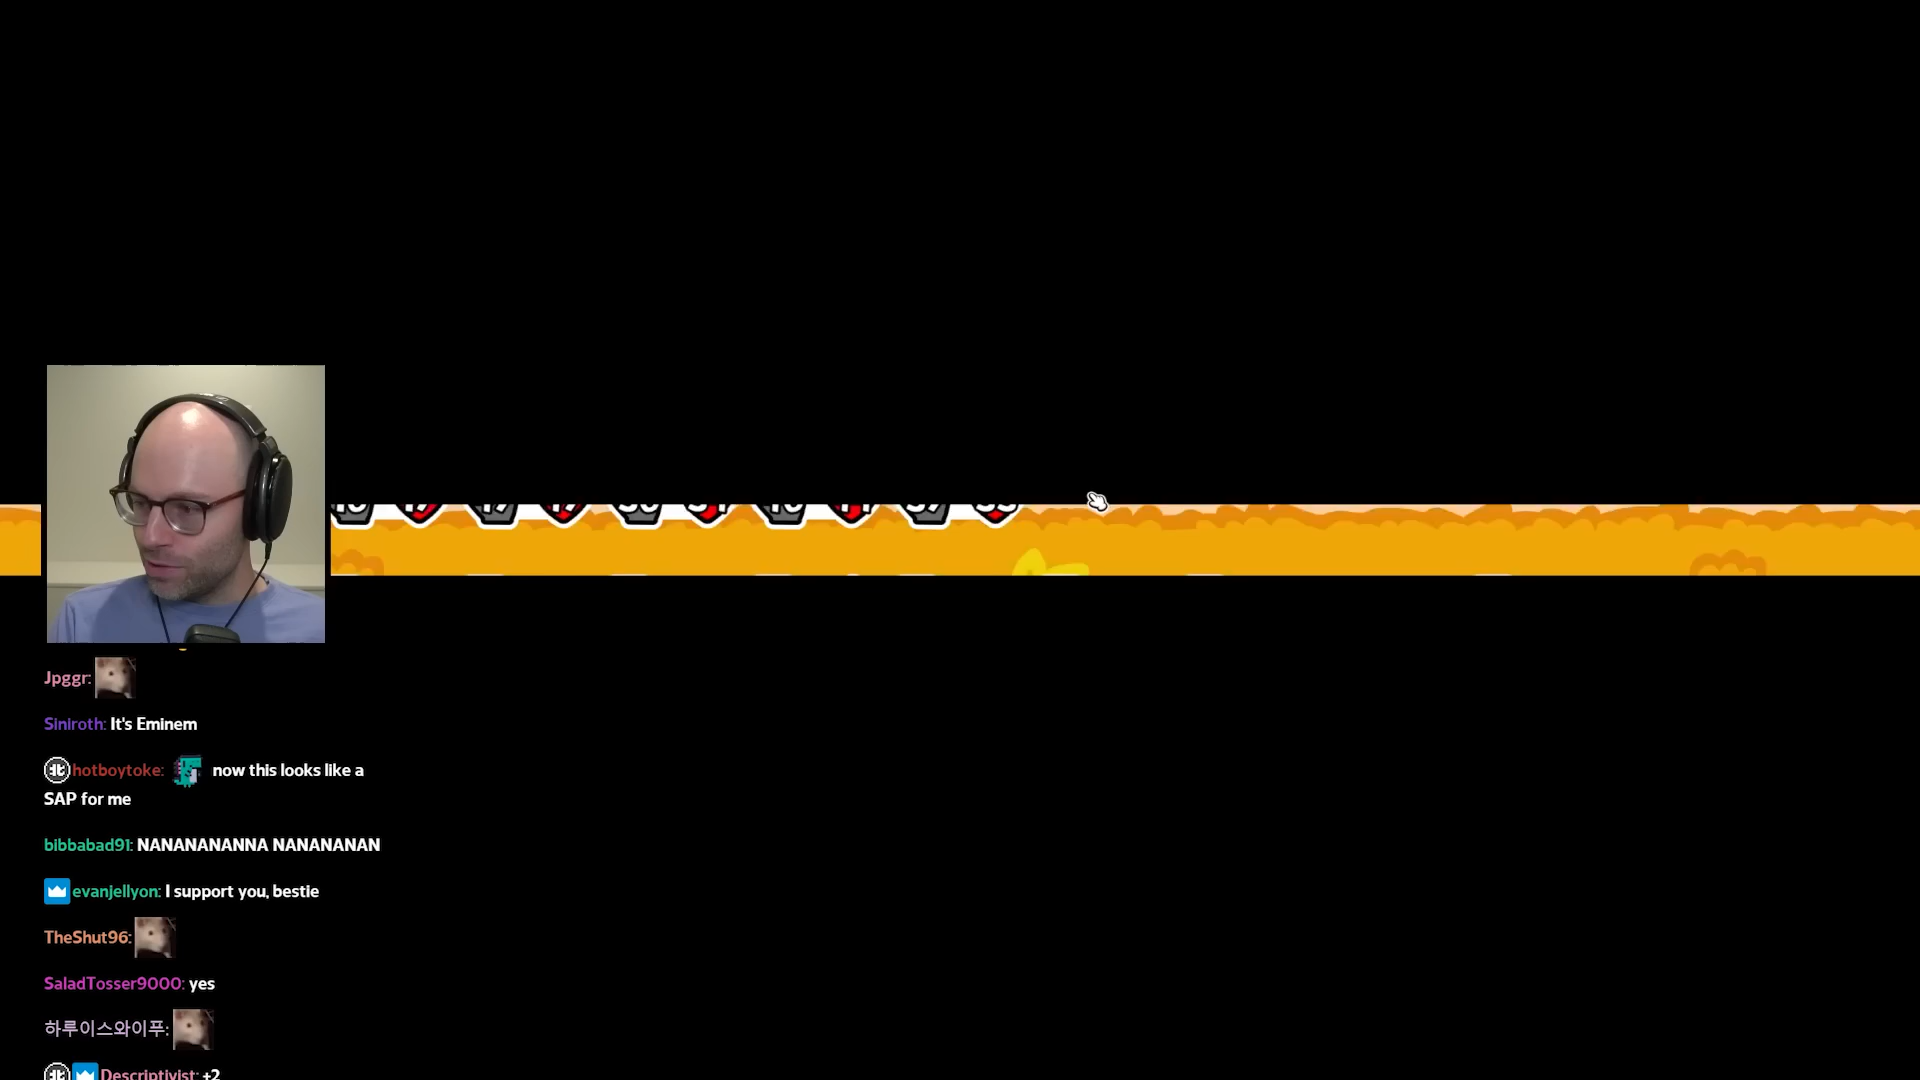 Jpggr:
Siniroth: It's Eminem
hotboytoke: now this looks like a
SAP for me
bibbabad91: NANANANANNA NANANANAN
evanjellyon: I support you, bestie
TheShut96:
SaladTosser9000: yes
하루이스와이푸:
Descriptivist: +2